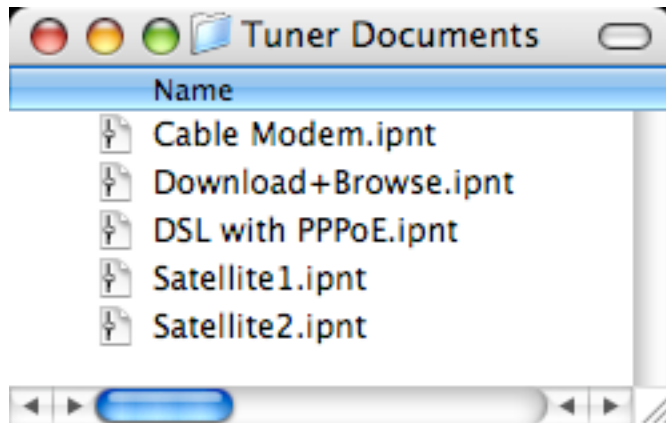 Tuner Documents
Name
Cable Modem.ipnt
Download+Browse.ipnt
DSL with PPPoE.ipnt
Satellite1.ipnt
Satellite2.ipnt